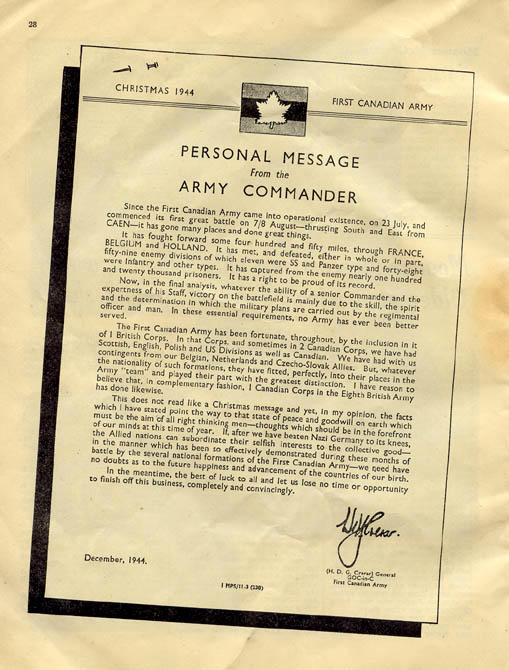 28
CHRISTMAS 1944
FIRST CANADIAN ARMY
PERSONAL MESSAGE
From the
ARMY COMMANDER
Since the First Canadian Army came into operational existence, on 23 July, and
commenced its first great battle on 7/8 August—thrusting South and East from
CAEN—it has gone many places and done great things.
It has fought forward some four hundred and fifty miles, through FRANCE,
BELGIUM and HOLLAND. It has met, and defeated, either in whole or in part,
fifty-nine enemy divisions of which eleven were SS and Panzer type and forty-eight
were Infantry and other types. It has captured from the enemy nearly one hundred
and twenty thousand prisoners. It has a right to be proud of its record.
Now, in the final analysis, whatever the ability of a senior Commander and the
expertness of his Staff, victory on the battlefield is mainly due to the skill, the spirit
and the determination in which the military plans are carried out by the regimental
officer and man. In these essential requirements, no Army has ever been better
served.
The First Canadian Army has been fortunate, throughout, by the inclusion in it
of I British Corps. In that Corps, and sometimes in 2 Canadian Corps, we have had
Scottish, English, Polish and US Divisions as well as Canadian. We have had with us
contingents from our Belgian, Netherlands and Czecho-Slovak Allies. But, whatever
the nationality of such formations, they have fitted, perfectly, into their places in the
Army "team" and played their part with the greatest distinction. I have reason to
believe that, in complementary fashion, I Canadian Corps in the Eighth British Army
has done likewise.
This does not read like a Christmas message and yet, in my opinion, the facts
which I have stated point the way to that state of peace and goodwill on earth which
must be the aim of all right thinking men—thoughts which should be in the forefront
of our minds at this time of year. If, after we have beaten Nazi Germany to its knees,
the Allied nations can subordinate their selfish interests to the collective good—
in the manner which has been so effectively demonstrated during these months of
battle by the several national formations of the First Canadian Army—we need have
no doubts as to the future happiness and advancement of the countries of our birth.
In the meantime, the best of luck to all and let us lose no time or opportunity
to finish off this business, completely and convincingly.
December, 1944.
(H. D. G. Crerar) General
GOC-in-C
First Canadian Army
1 MPS/11-3 (230)